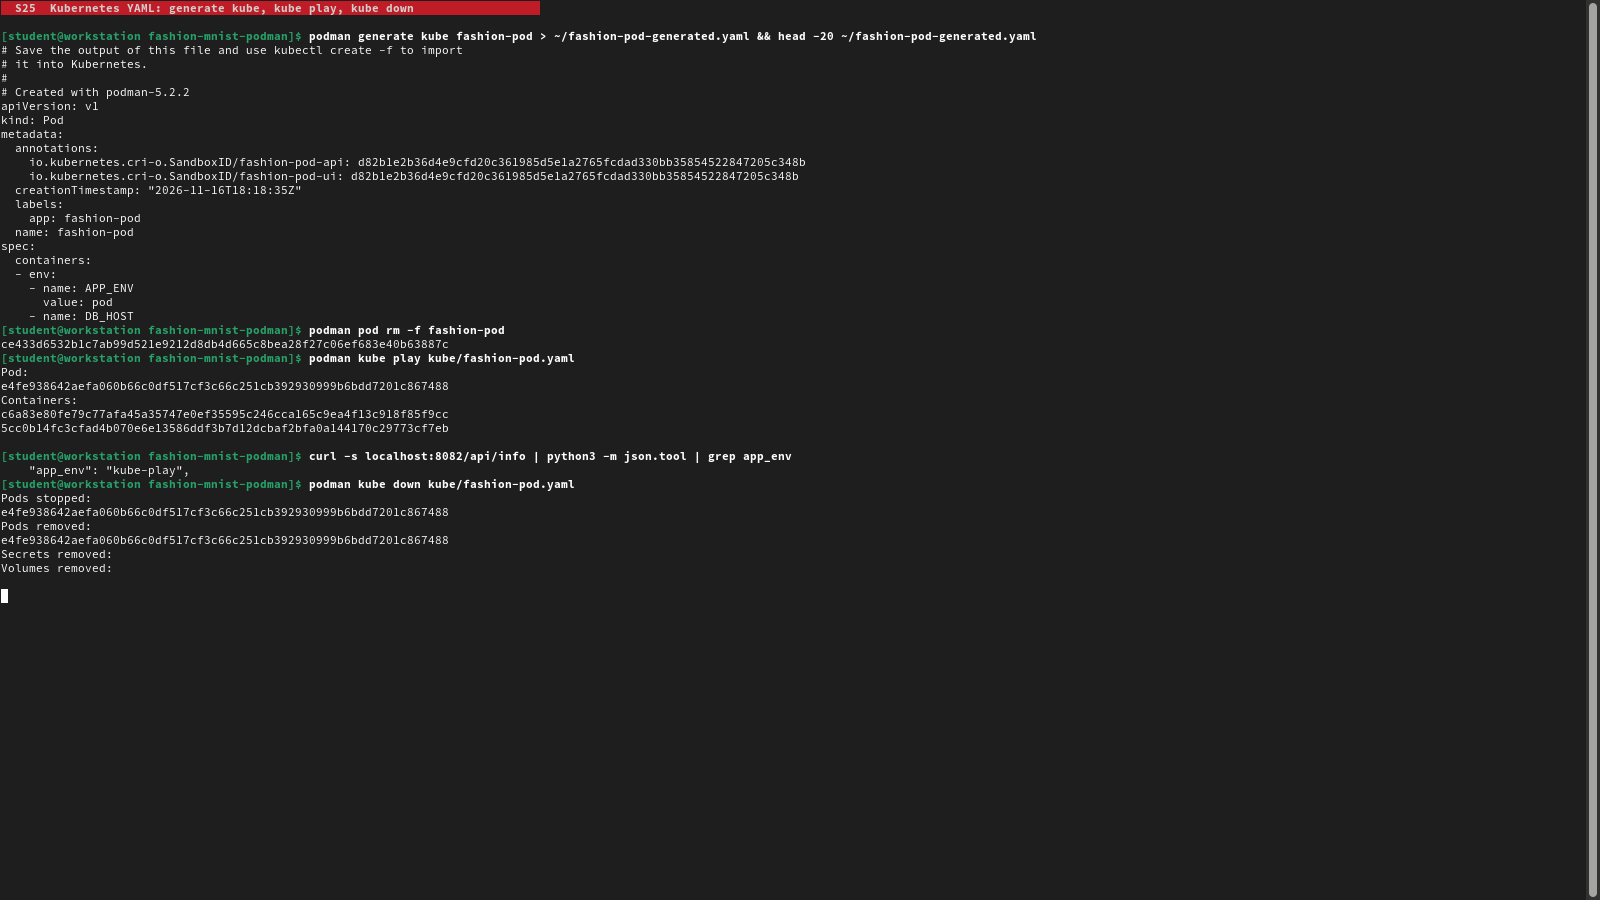 S25  Kubernetes YAML: generate kube, kube play, kube down
[student@workstation fashion-mnist-podman]$ podman generate kube fashion-pod > ~/fashion-pod-generated.yaml && head -20 ~/fashion-pod-generated.yaml
# Save the output of this file and use kubectl create -f to import
# it into Kubernetes.
#
# Created with podman-5.2.2
apiVersion: v1
kind: Pod
metadata:
  annotations:
    io.kubernetes.cri-o.SandboxID/fashion-pod-api: d82b1e2b36d4e9cfd20c361985d5e1a2765fcdad330bb35854522847205c348b
    io.kubernetes.cri-o.SandboxID/fashion-pod-ui: d82b1e2b36d4e9cfd20c361985d5e1a2765fcdad330bb35854522847205c348b
  creationTimestamp: "2026-11-16T18:18:35Z"
  labels:
    app: fashion-pod
  name: fashion-pod
spec:
  containers:
  - env:
    - name: APP_ENV
      value: pod
    - name: DB_HOST
[student@workstation fashion-mnist-podman]$ podman pod rm -f fashion-pod
ce433d6532b1c7ab99d521e9212d8db4d665c8bea28f27c06ef683e40b63887c
[student@workstation fashion-mnist-podman]$ podman kube play kube/fashion-pod.yaml
Pod:
e4fe938642aefa060b66c0df517cf3c66c251cb392930999b6bdd7201c867488
Containers:
c6a83e80fe79c77afa45a35747e0ef35595c246cca165c9ea4f13c918f85f9cc
5cc0b14fc3cfad4b070e6e13586ddf3b7d12dcbaf2bfa0a144170c29773cf7eb
[student@workstation fashion-mnist-podman]$ curl -s localhost:8082/api/info | python3 -m json.tool | grep app_env
    "app_env": "kube-play",
[student@workstation fashion-mnist-podman]$ podman kube down kube/fashion-pod.yaml
Pods stopped:
e4fe938642aefa060b66c0df517cf3c66c251cb392930999b6bdd7201c867488
Pods removed:
e4fe938642aefa060b66c0df517cf3c66c251cb392930999b6bdd7201c867488
Secrets removed:
Volumes removed: